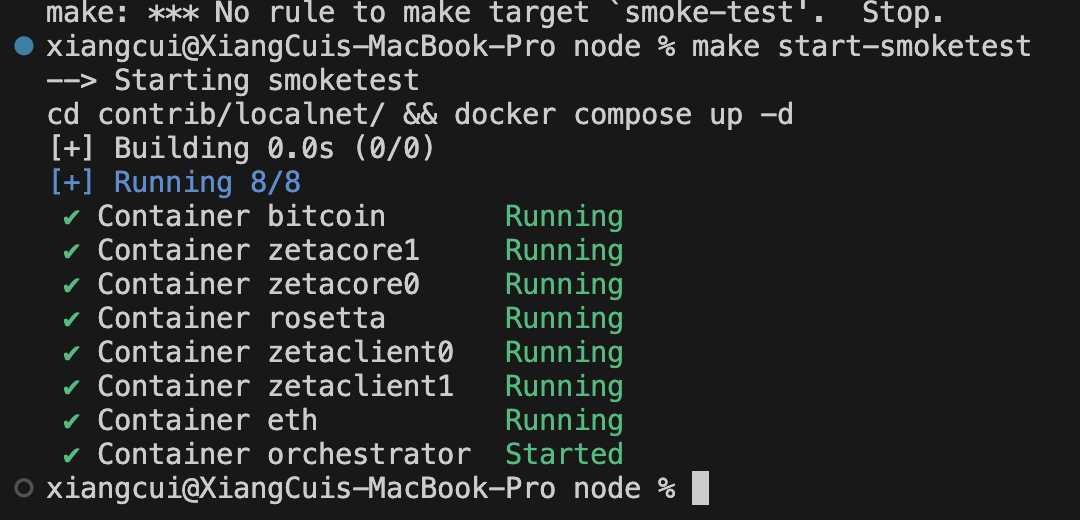 make: *** No rule to make target `smoke-test'.  Stop.
xiangcui@XiangCuis-MacBook-Pro node % make start-smoketest
--> Starting smoketest
cd contrib/localnet/ && docker compose up -d
[+] Building 0.0s (0/0)
[+] Running 8/8
✔ Container bitcoin       Running
✔ Container zetacore1     Running
✔ Container zetacore0     Running
✔ Container rosetta       Running
✔ Container zetaclient0   Running
✔ Container zetaclient1   Running
✔ Container eth           Running
✔ Container orchestrator  Started
xiangcui@XiangCuis-MacBook-Pro node %